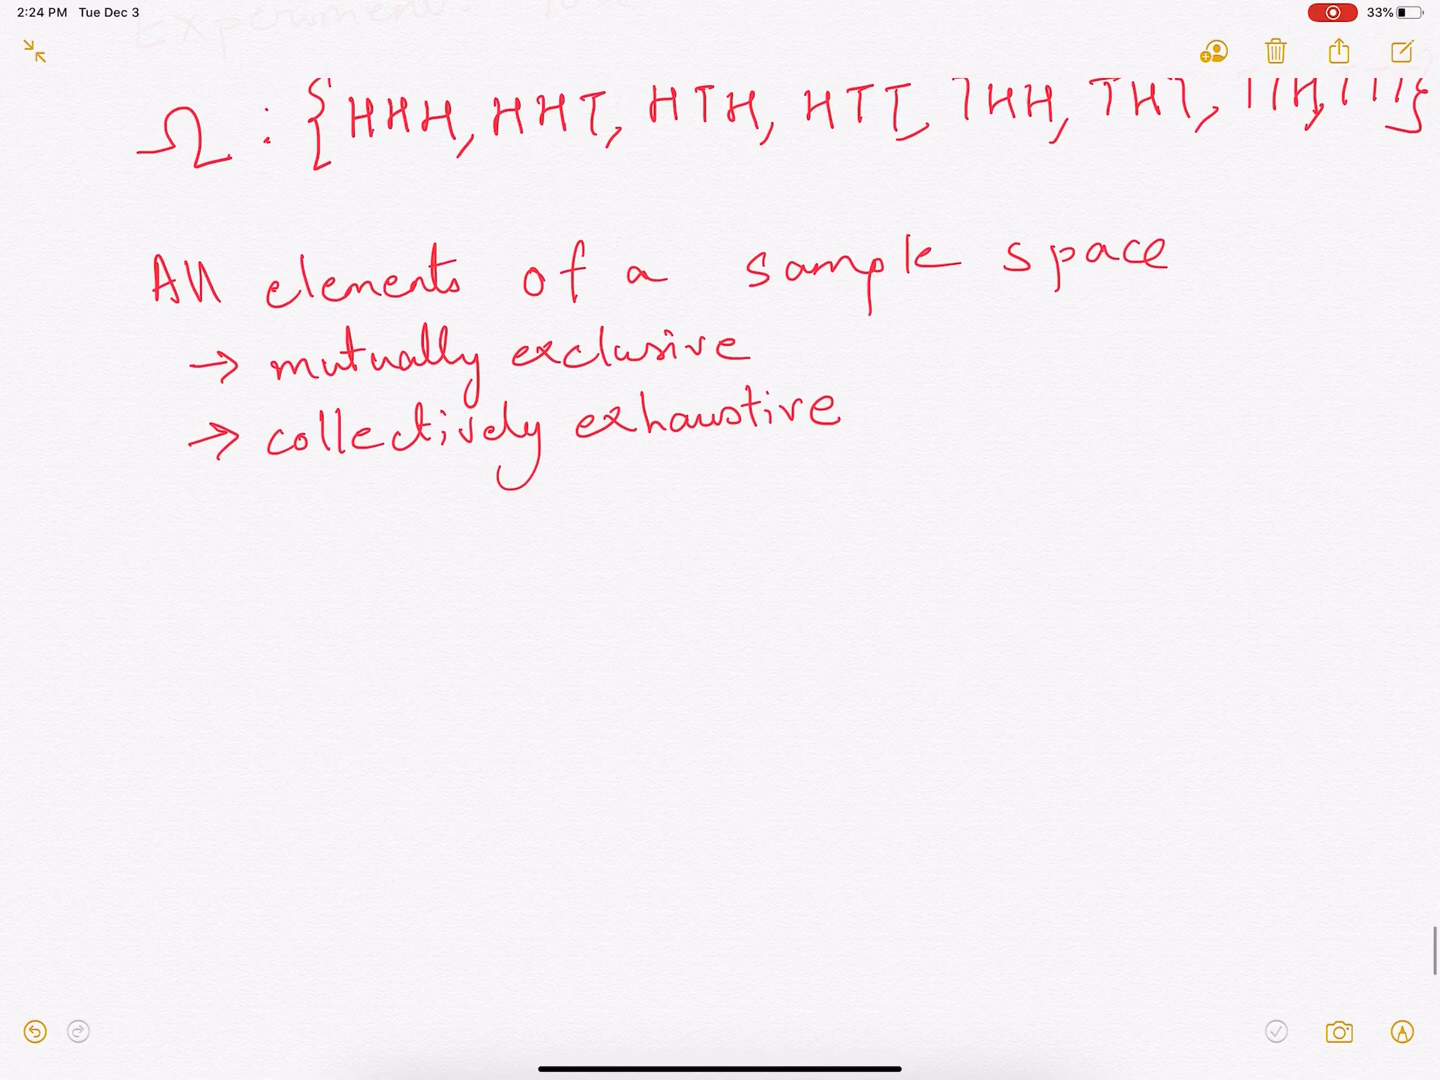 2:24 PM Tue Dec 3
33%
Experiment:
Ω : {HHH, HHT, HTH, HTT, THH, THT, TTH, TTT}
All elements of a sample space
→ mutually exclusive
→ collectively exhaustive